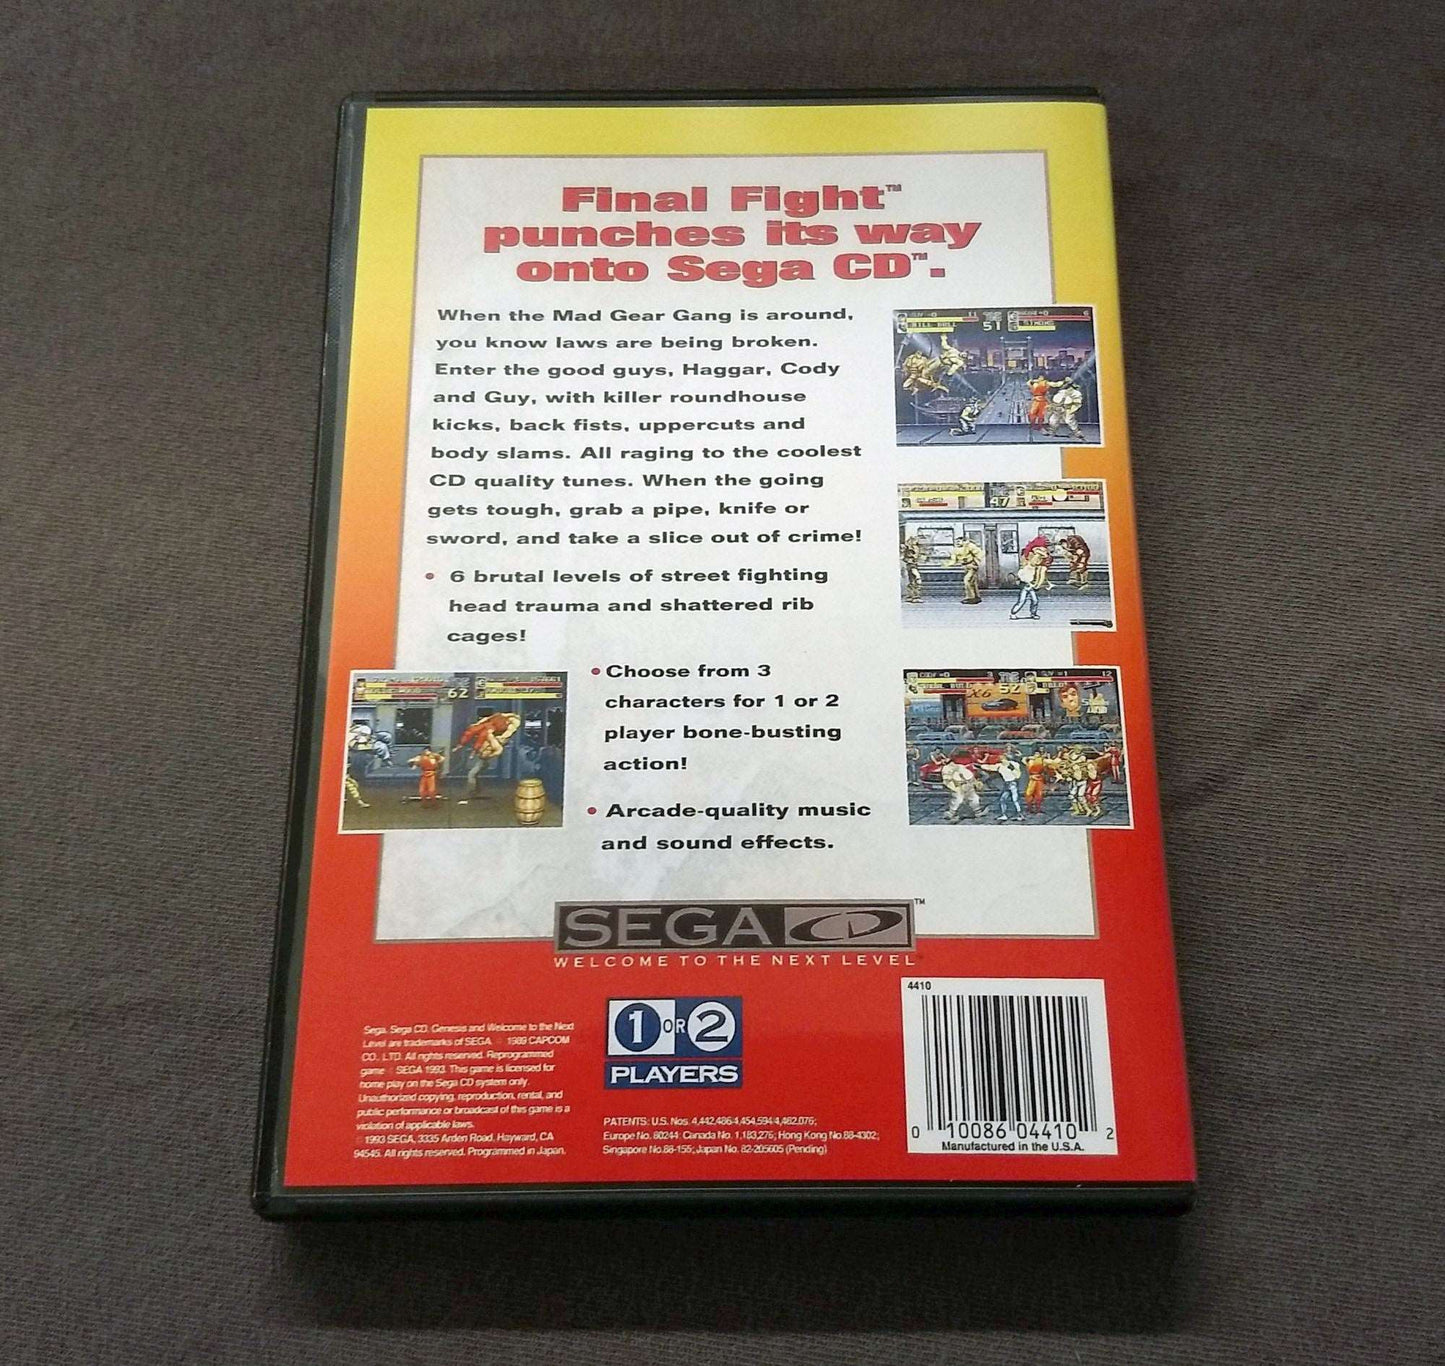 Final Fight™
punches its way
onto Sega CD™.
When the Mad Gear Gang is around,
you know laws are being broken.
Enter the good guys, Haggar, Cody
and Guy, with killer roundhouse
kicks, back fists, uppercuts and
body slams. All raging to the coolest
CD quality tunes. When the going
gets tough, grab a pipe, knife or
sword, and take a slice out of crime!
• 6 brutal levels of street fighting
head trauma and shattered rib
cages!
• Choose from 3
characters for 1 or 2
player bone-busting
action!
• Arcade-quality music
and sound effects.
51
47
62
52
SEGA CD™
WELCOME TO THE NEXT LEVEL
1 OR 2
PLAYERS
Sega, Sega CD, Genesis and Welcome to the Next
Level are trademarks of SEGA. © 1989 CAPCOM
CO., LTD. All rights reserved. Reprogrammed
game © SEGA 1993. This game is licensed for
home play on the Sega CD system only.
Unauthorized copying, reproduction, rental, and
public performance or broadcast of this game is a
violation of applicable laws.
© 1993 SEGA, 3335 Arden Road, Hayward, CA
94545. All rights reserved. Programmed in Japan.
PATENTS: U.S. Nos. 4,442,486/4,454,594/4,462,076;
Europe No. 80244; Canada No. 1,183,276; Hong Kong No. 88-4302;
Singapore No. 88-155; Japan No. 82-205605 (Pending)
4410
0 10086 04410 2
Manufactured in the U.S.A.